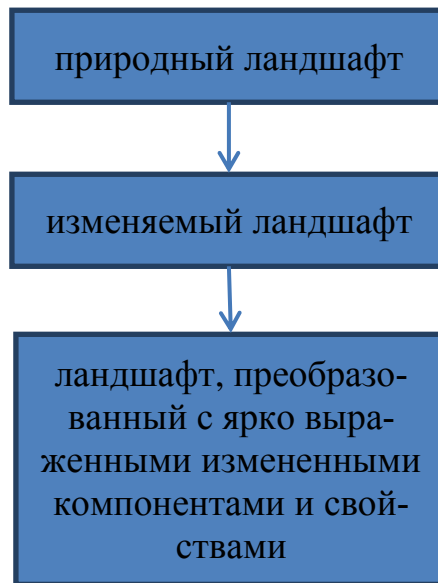 природный ландшафт
изменяемый ландшафт
ландшафт, преобразо-
ванный с ярко выра-
женными измененными
компонентами и свой-
ствами